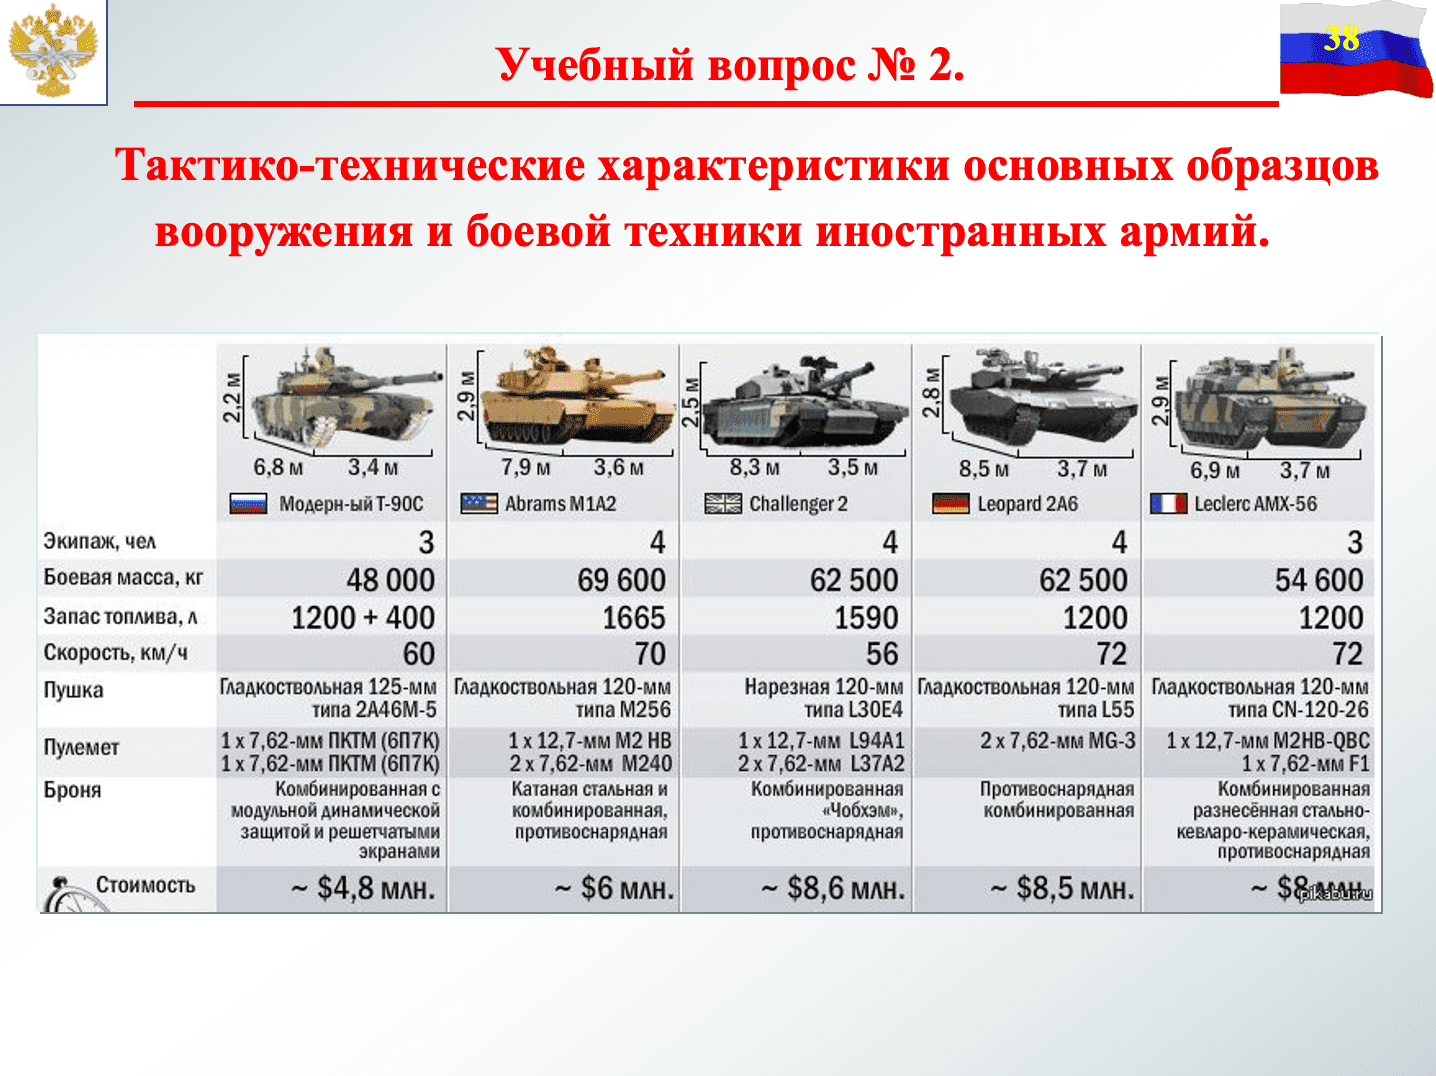 38
Учебный вопрос № 2.
Тактико-технические характеристики основных образцов
вооружения и боевой техники иностранных армий.
2,2 м 2,9 м 2,5 м 2,8 м 2,9 м
6,8 м 3,4 м 7,9 м 3,6 м 8,3 м 3,5 м 8,5 м 3,7 м 6,9 м 3,7 м
Модерн-ый Т-90С Abrams M1A2 Challenger 2 Leopard 2A6 Leclerc AMX-56
Экипаж, чел 3 4 4 4 3
Боевая масса, кг 48 000 69 600 62 500 62 500 54 600
Запас топлива, л 1200 + 400 1665 1590 1200 1200
Скорость, км/ч 60 70 56 72 72
Пушка Гладкоствольная 125-мм Гладкоствольная 120-мм Нарезная 120-мм Гладкоствольная 120-мм Гладкоствольная 120-мм
типа 2А46М-5 типа M256 типа L30E4 типа L55 типа CN-120-26
Пулемет 1 x 7,62-мм ПКТМ (6П7К) 1 x 12,7-мм M2 HB 1 x 12,7-мм L94A1 2 x 7,62-мм MG-3 1 x 12,7-мм M2HB-QBC
1 x 7,62-мм ПКТМ (6П7К) 2 x 7,62-мм M240 2 x 7,62-мм L37A2 1 x 7,62-мм F1
Броня Комбинированная с Катаная стальная и Комбинированная Противоснарядная Комбинированная
модульной динамической комбинированная, «Чобхэм», комбинированная разнесённая стально-
защитой и решетчатыми противоснарядная противоснарядная кевларо-керамическая,
экранами противоснарядная
Стоимость ~ $4,8 млн. ~ $6 млн. ~ $8,6 млн. ~ $8,5 млн. ~ $8 млн.
pikabu.ru